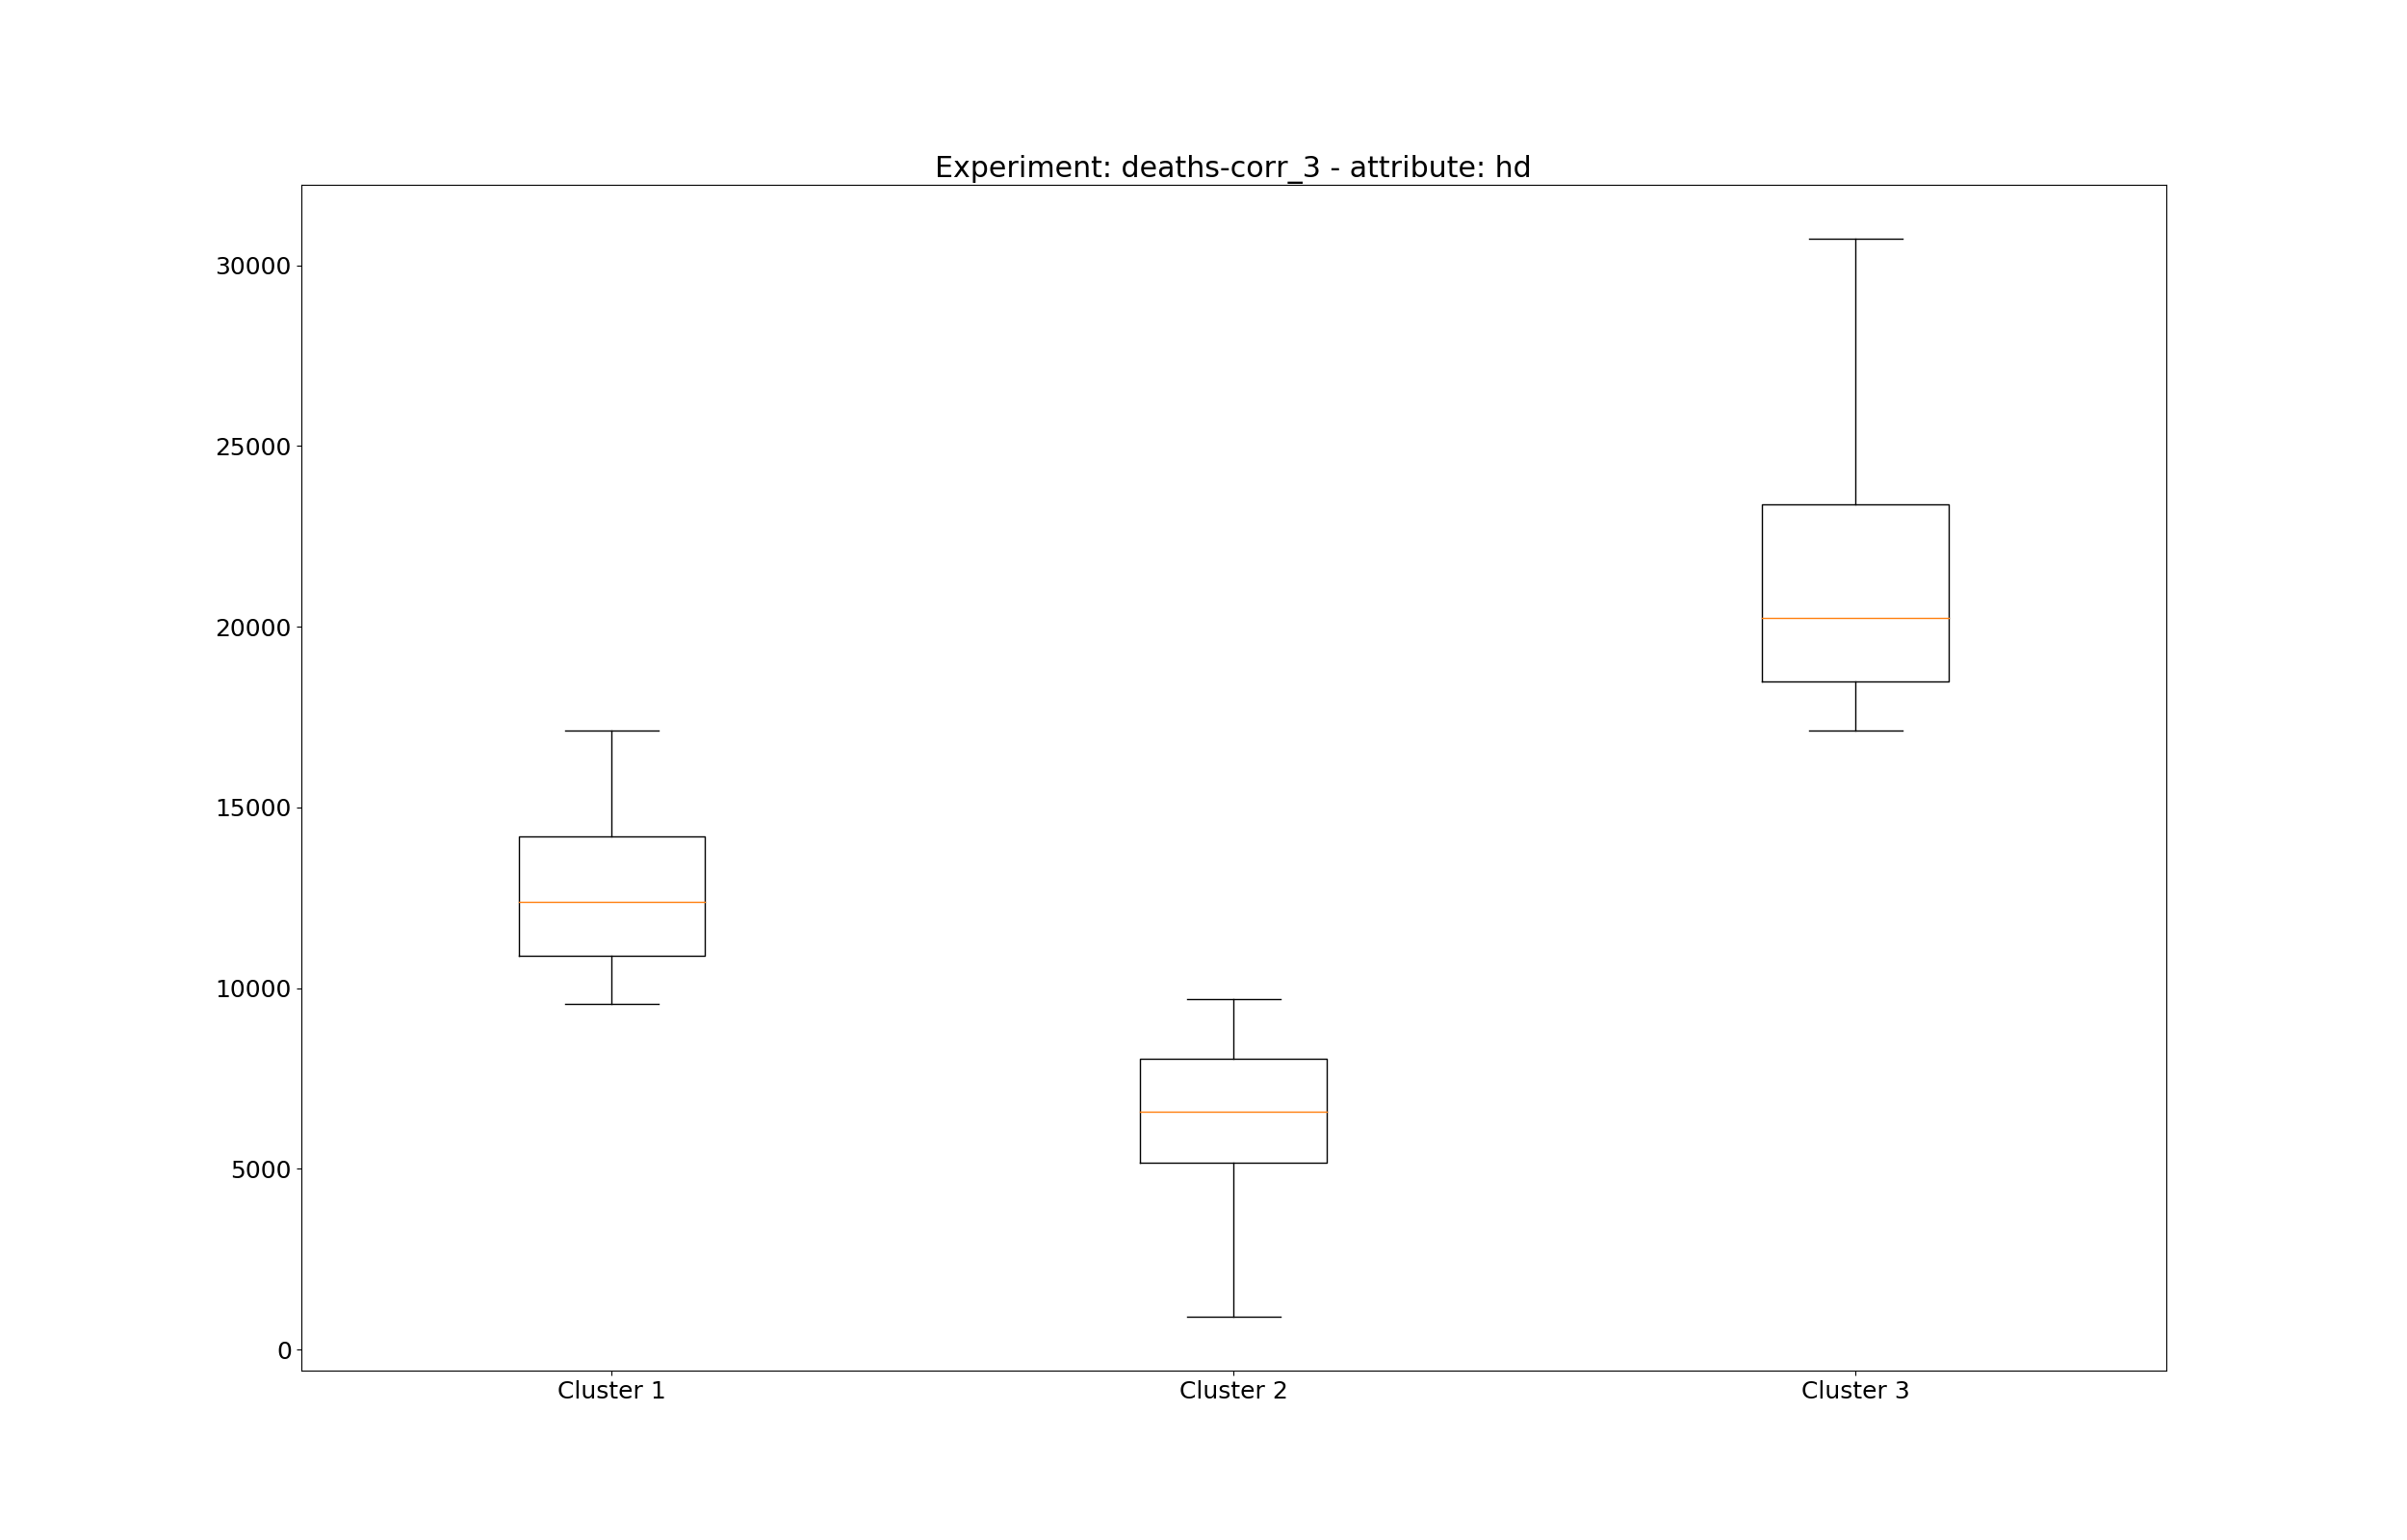 Experiment: deaths-corr_3 - attribute: hd
30000
25000
20000
15000
10000
5000
0
Cluster 1
Cluster 2
Cluster 3